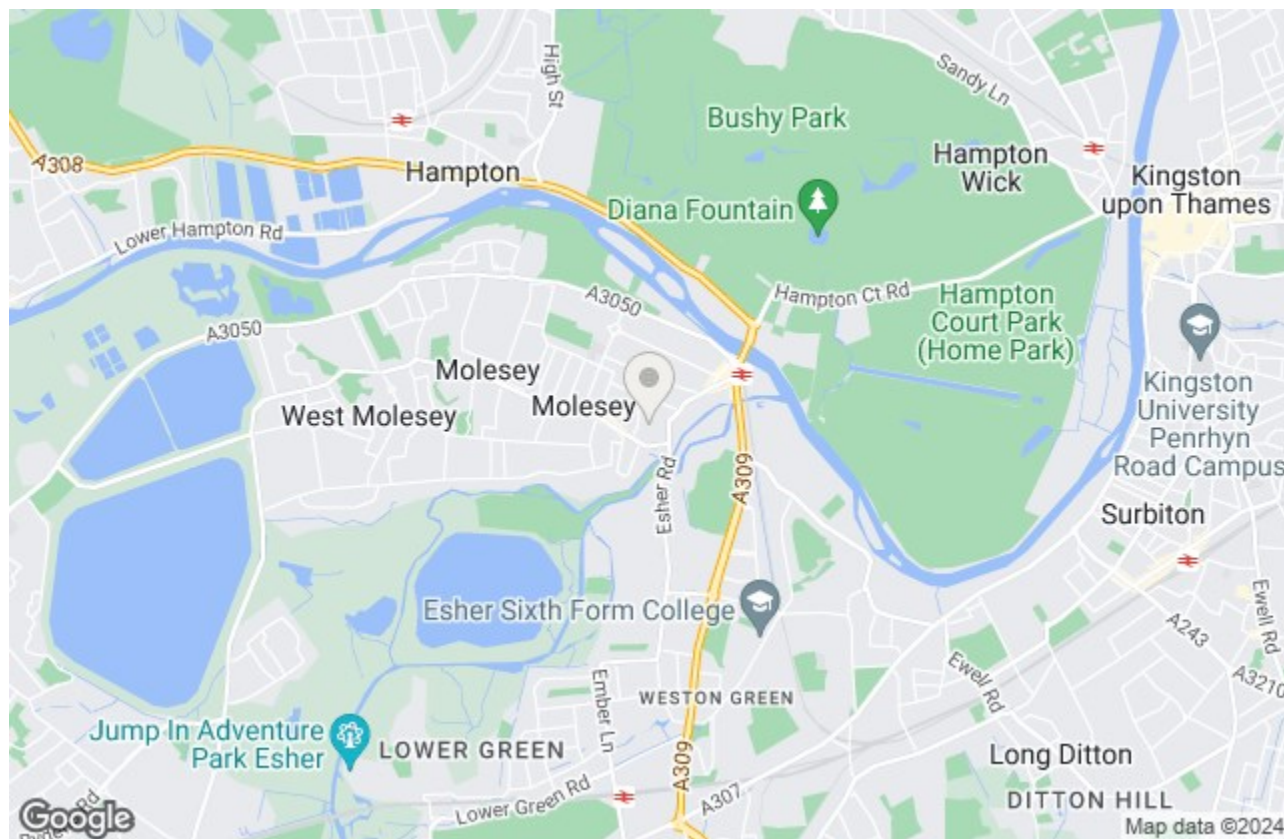 High St
Sandy Ln
Bushy Park
A308
Hampton
Hampton
Wick
Kingston
upon Thames
Diana Fountain
Lower Hampton Rd
A3050
Hampton Ct Rd
A3050
Hampton
Court Park
(Home Park)
Molesey
Molesey
West Molesey
Kingston
University
Penrhyn
Road Campus
A309
Esher Rd
Surbiton
Esher Sixth Form College
Ewell Rd
A243
Ewell Rd
A3210
Ember Ln
WESTON GREEN
Jump In Adventure
Park Esher
LOWER GREEN
A309
Long Ditton
Lower Green Rd
A307
DITTON HILL
Google
Rd
Map data ©2024